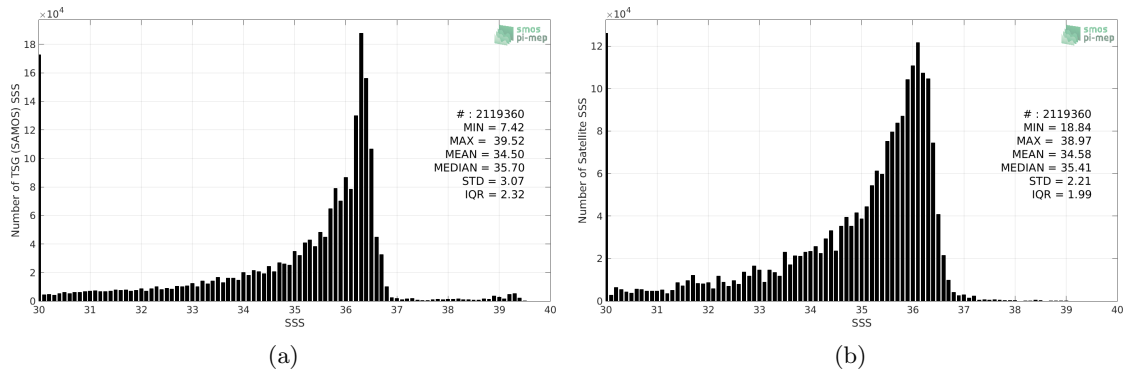 ×10⁴
smos
pi-mep
18
16
14
12
10
8
6
4
2
0
Number of TSG (SAMOS) SSS
# : 2119360
MIN = 7.42
MAX = 39.52
MEAN = 34.50
MEDIAN = 35.70
STD = 3.07
IQR = 2.32
30 31 32 33 34 35 36 37 38 39 40
SSS
(a)
×10⁴
smos
pi-mep
12
10
8
6
4
2
0
Number of Satellite SSS
# : 2119360
MIN = 18.84
MAX = 38.97
MEAN = 34.58
MEDIAN = 35.41
STD = 2.21
IQR = 1.99
30 31 32 33 34 35 36 37 38 39 40
SSS
(b)